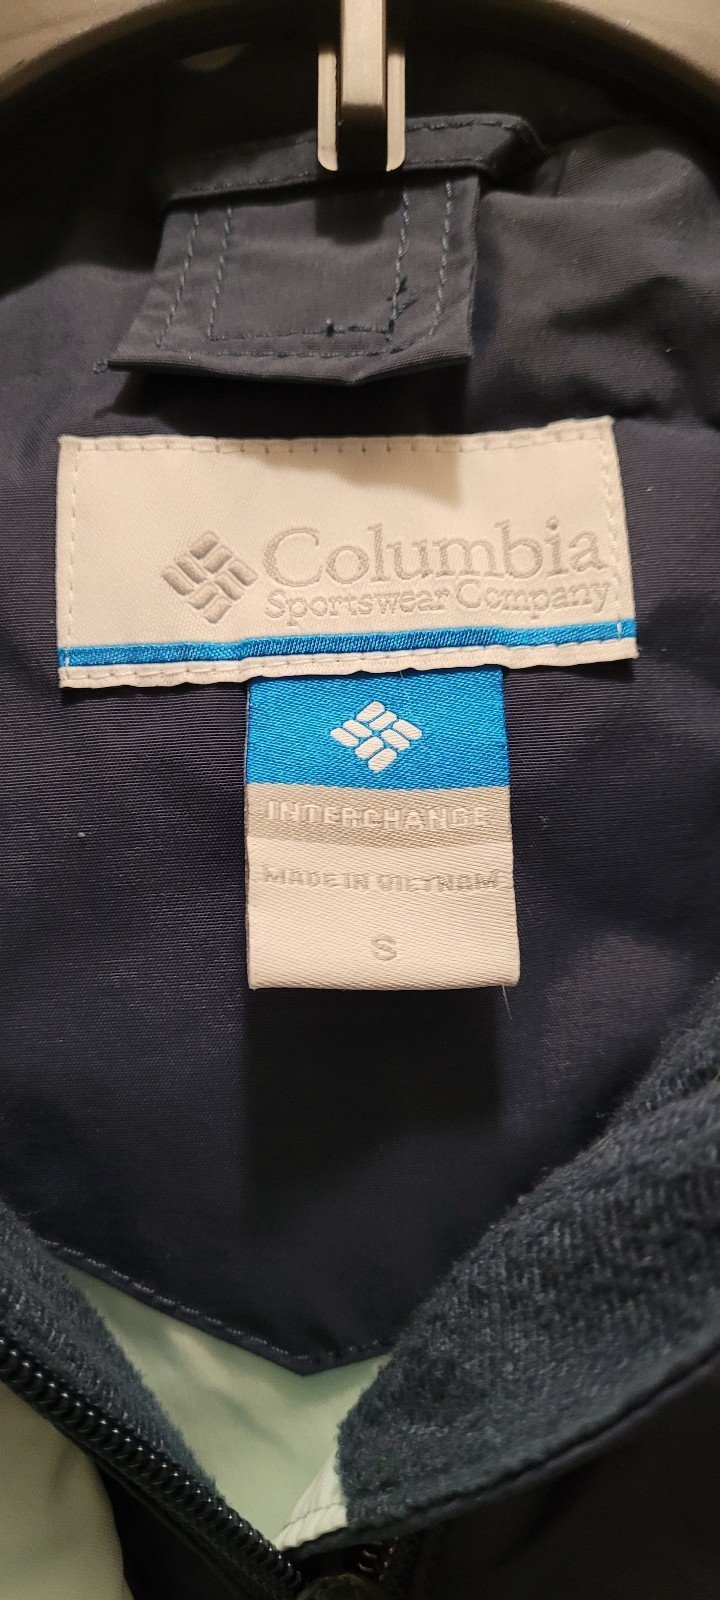 Columbia
Sportswear Company
INTERCHANGE
MADE IN VIETNAM
S